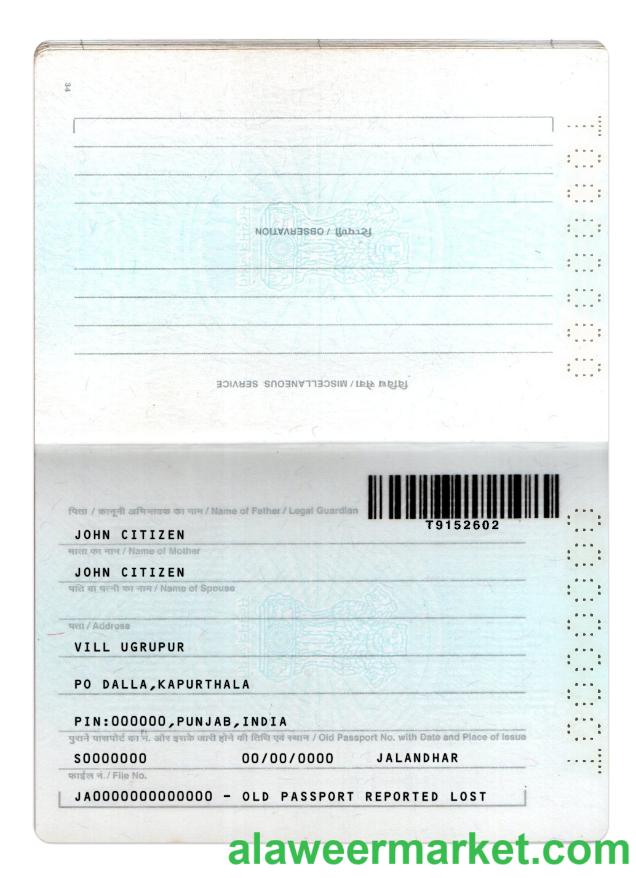 34
टिप्पणी / OBSERVATION
विविध सेवा / MISCELLANEOUS SERVICE
पिता / कानूनी अभिभावक का नाम / Name of Father / Legal Guardian
T9152602
JOHN CITIZEN
माता का नाम / Name of Mother
JOHN CITIZEN
पति या पत्नी का नाम / Name of Spouse
पता / Address
VILL UGRUPUR
PO DALLA,KAPURTHALA
PIN:000000,PUNJAB,INDIA
पुराने पासपोर्ट का नं. और इसके जारी होने की तिथि एवं स्थान / Old Passport No. with Date and Place of Issue
S0000000 00/00/0000 JALANDHAR
फाईल नं. / File No.
JA0000000000000 - OLD PASSPORT REPORTED LOST
alaweermarket.com